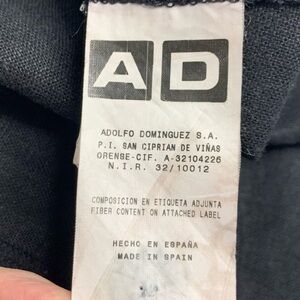 AD
ADOLFO DOMINGUEZ S.A.
P.I. SAN CIPRIAN DE VIÑAS
ORENSE-CIF. A-32104226
N.I.R. 32/10012
COMPOSICIÓN EN ETIQUETA ADJUNTA
FIBER CONTENT ON ATTACHED LABEL
HECHO EN ESPAÑA
MADE IN SPAIN